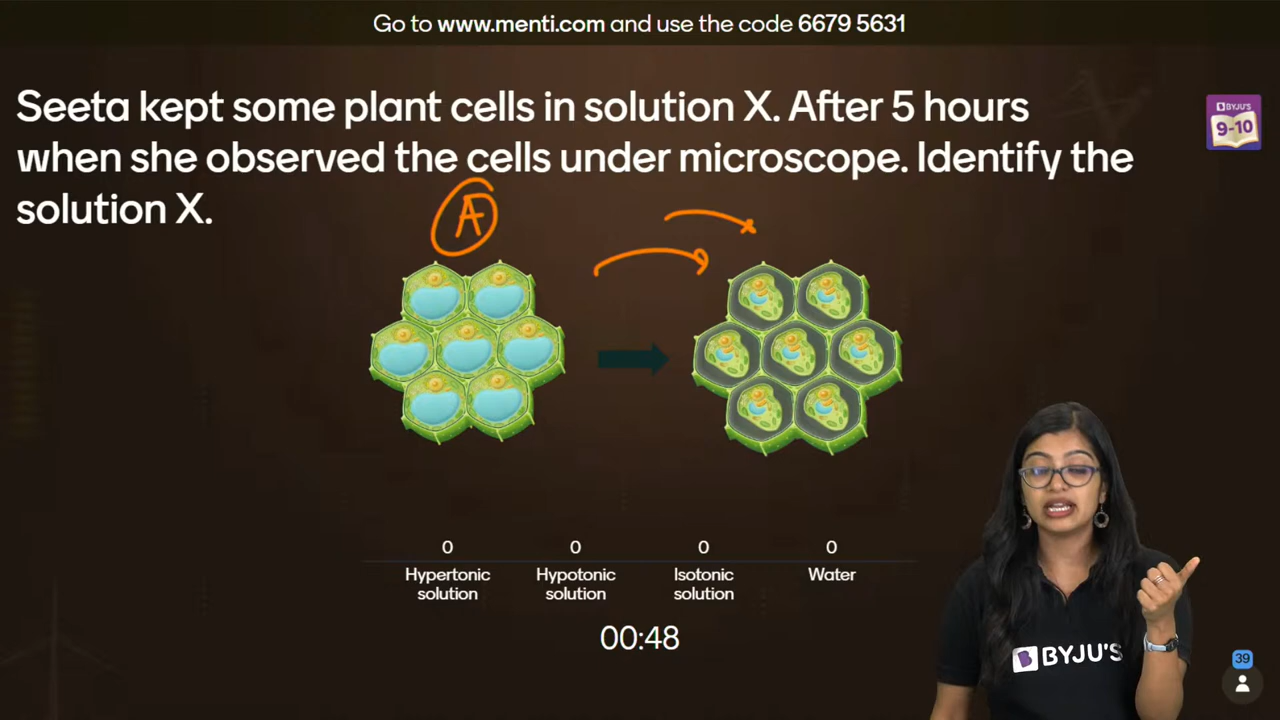 Go to www.menti.com and use the code 6679 5631
BYJU'S
9-10
Seeta kept some plant cells in solution X. After 5 hours
when she observed the cells under microscope. Identify the
solution X.
A
0 0 0 0
Hypertonic solution
Hypotonic solution
Isotonic solution
Water
00:48
BYJU'S
39